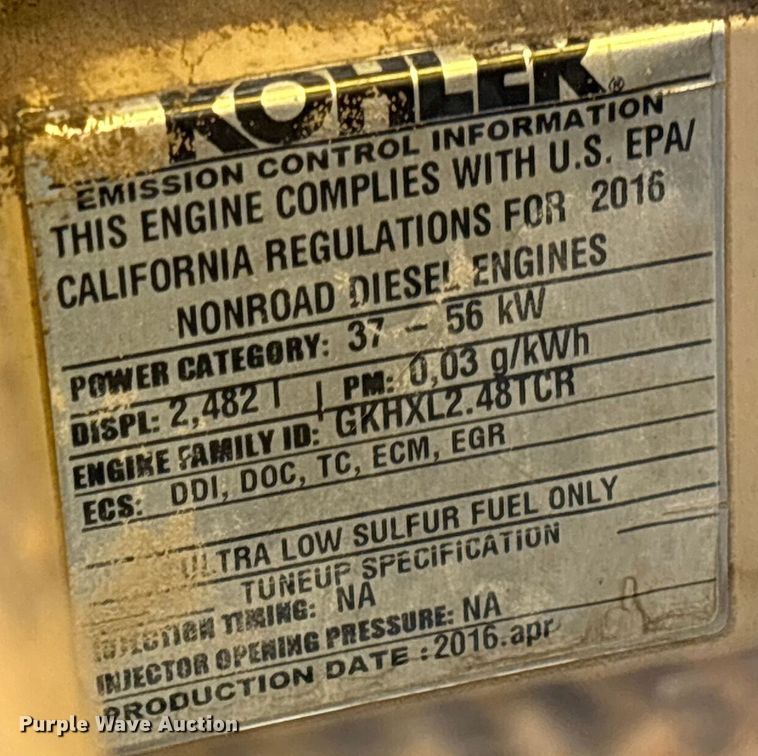 KOHLER®
EMISSION CONTROL INFORMATION
THIS ENGINE COMPLIES WITH U.S. EPA/
CALIFORNIA REGULATIONS FOR 2016
NONROAD DIESEL ENGINES
POWER CATEGORY: 37 – 56 kW
DISPL: 2,482 l | PM: 0,03 g/kWh
ENGINE FAMILY ID: GKHXL2.48TCR
ECS: DDI, DOC, TC, ECM, EGR
ULTRA LOW SULFUR FUEL ONLY
TUNEUP SPECIFICATION
INJECTION TIMING: NA
INJECTOR OPENING PRESSURE: NA
PRODUCTION DATE : 2016.apr
Purple Wave Auction